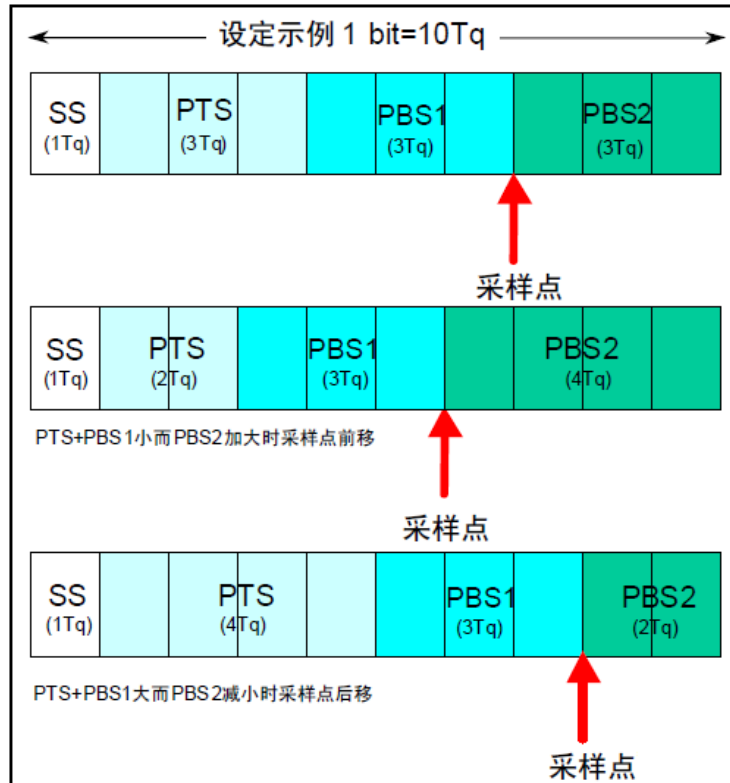 设定示例 1 bit=10Tq
SS PTS PBS1 PBS2
(1Tq) (3Tq) (3Tq) (3Tq)
采样点
SS PTS PBS1 PBS2
(1Tq) (2Tq) (3Tq) (4Tq)
PTS+PBS1小而PBS2加大时采样点前移
采样点
SS PTS PBS1 PBS2
(1Tq) (4Tq) (3Tq) (2Tq)
PTS+PBS1大而PBS2减小时采样点后移
采样点